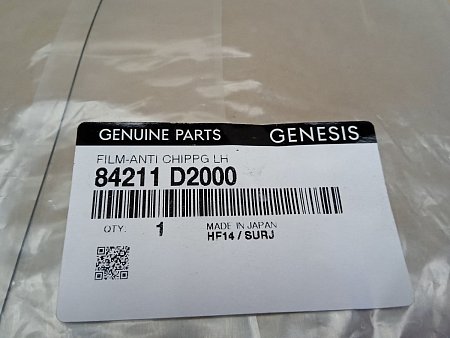 GENUINE PARTS GENESIS
FILM-ANTI CHIPPG LH
84211 D2000
QTY. 1 MADE IN JAPAN
HF14 / SURJ